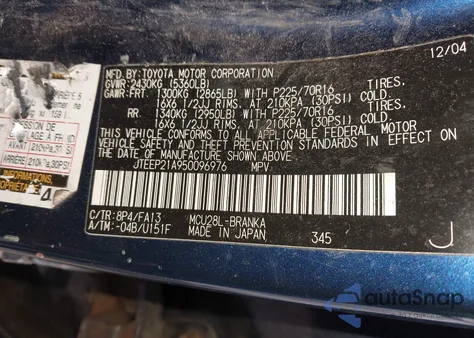 12/04
MFD. BY: TOYOTA MOTOR CORPORATION
GVWR: 2430KG (5360LB)
GAWR: FRT. 1300KG (2865LB) WITH P225/70R16 TIRES.
16X6 1/2JJ RIMS. AT 210KPA (30PSI) COLD.
RR. 1340KG (2950LB) WITH P225/70R16 TIRES.
16X6 1/2JJ RIMS. AT 210KPA (30PSI) COLD.
THIS VEHICLE CONFORMS TO ALL APPLICABLE FEDERAL MOTOR
VEHICLE SAFETY AND THEFT PREVENTION STANDARDS IN EFFECT
ON THE DATE OF MANUFACTURE SHOWN ABOVE.
JTEEP21A950096976 MPV
C/TR: 8P4/FA13 MCU28L-BRANKA
A/TM: -04B/U151F MADE IN JAPAN 345 J
AVANT
ARRIÈRE
autoSnap